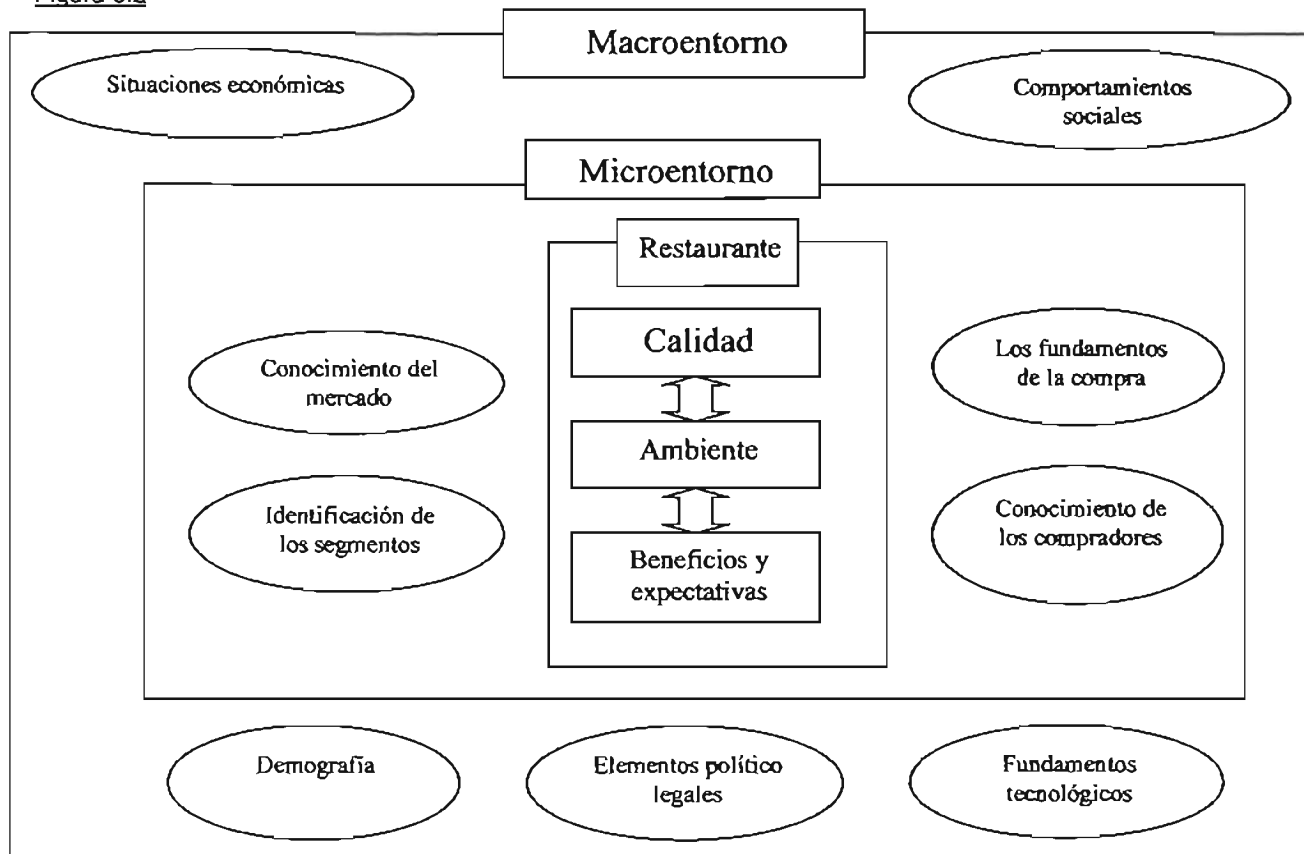 Macroentorno
Situaciones económicas
Comportamientos
sociales
Microentorno
Restaurante
Calidad
Conocimiento del
mercado
Los fundamentos
de la compra
Ambiente
Identificación de
los segmentos
Conocimiento de
los compradores
Beneficios y
expectativas
Demografía
Elementos político
legales
Fundamentos
tecnológicos